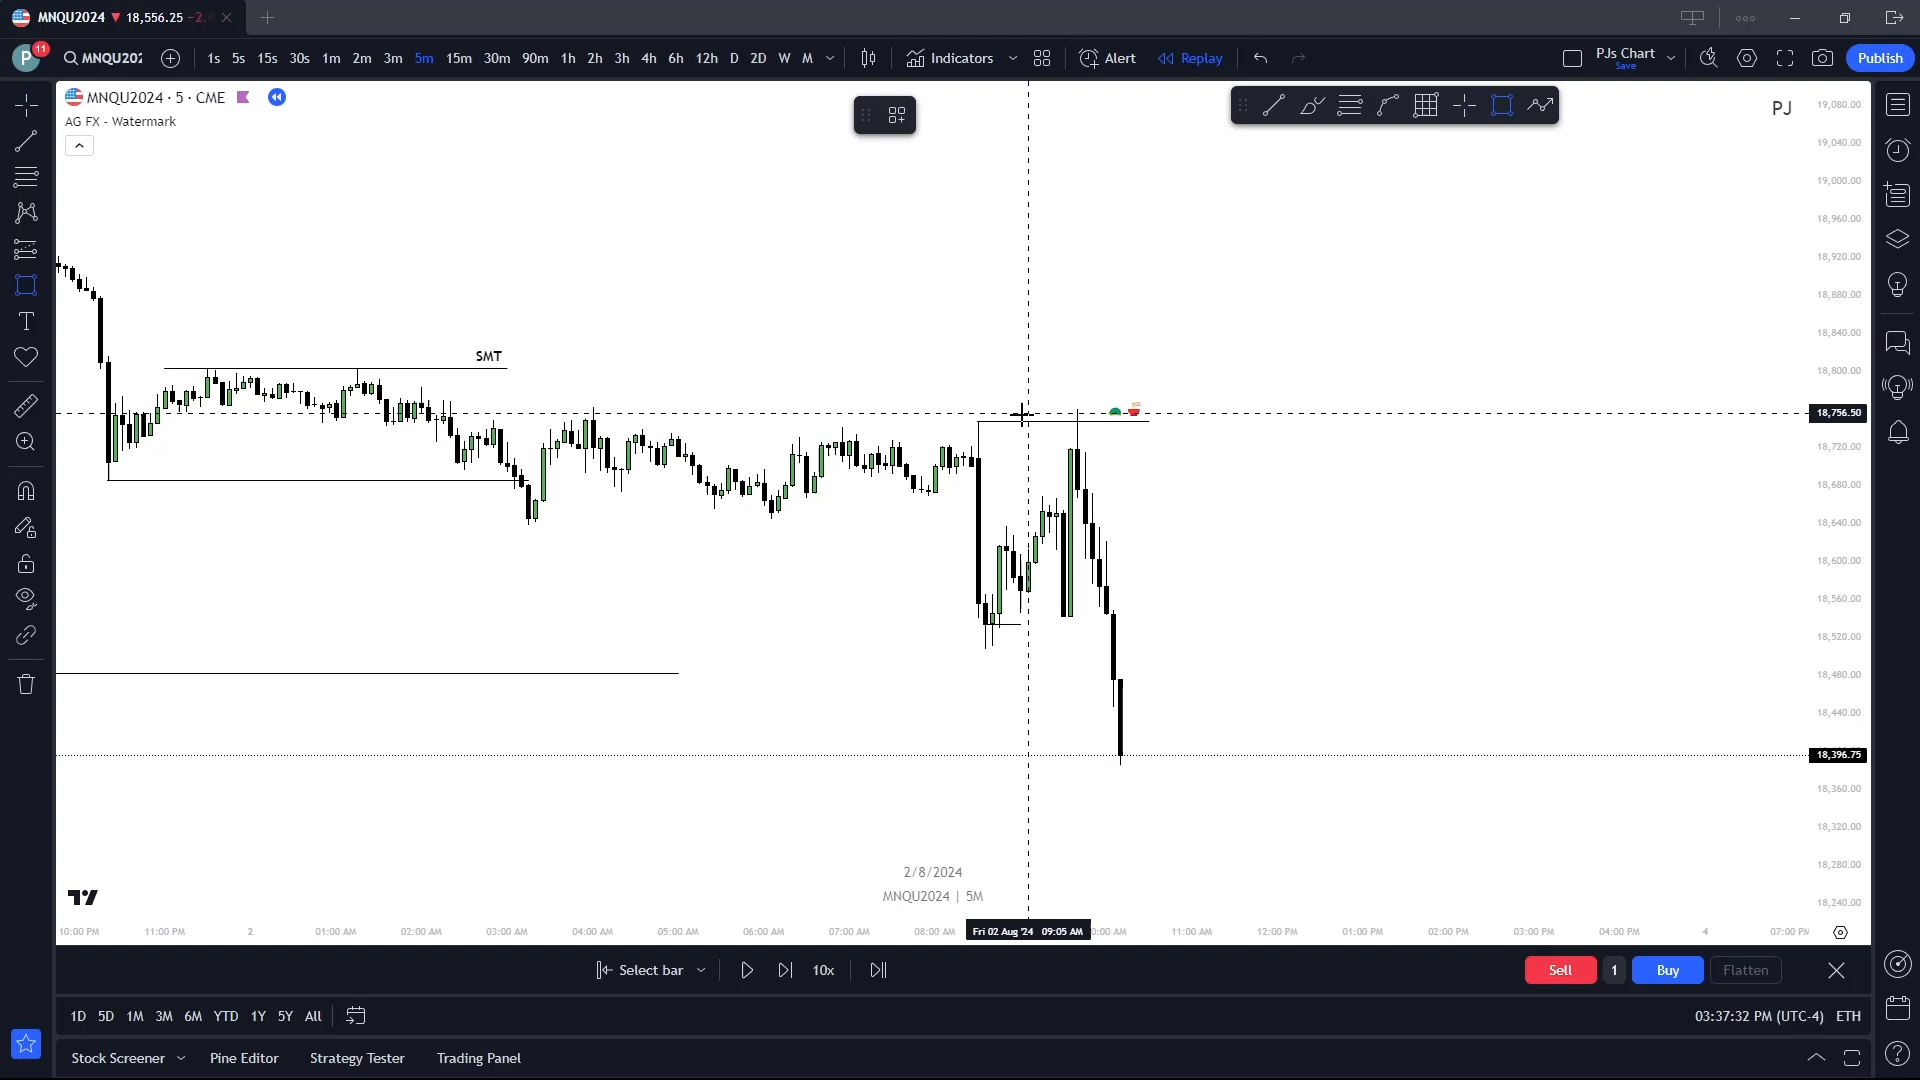 MNQU2024 ▼ 18,556.25 −2.
P 11 MNQU202 1s 5s 15s 30s 1m 2m 3m 5m 15m 30m 90m 1h 2h 3h 4h 6h 12h D 2D W M Indicators Alert Replay PJs Chart Publish
Save
MNQU2024 · 5 · CME
AG FX - Watermark
PJ
19,080.00
19,040.00
19,000.00
18,960.00
18,920.00
18,880.00
18,840.00
SMT
18,800.00
18,756.50
18,720.00
18,680.00
18,640.00
18,600.00
18,560.00
18,520.00
18,480.00
18,440.00
18,396.75
18,360.00
18,320.00
18,280.00
18,240.00
2/8/2024
MNQU2024 | 5M
10:00 PM 11:00 PM 2 01:00 AM 02:00 AM 03:00 AM 04:00 AM 05:00 AM 06:00 AM 07:00 AM 08:00 AM Fri 02 Aug '24 09:05 AM 0:00 AM 11:00 AM 12:00 PM 01:00 PM 02:00 PM 03:00 PM 04:00 PM 4 07:00 PM
Select bar 10x Sell 1 Buy Flatten
1D 5D 1M 3M 6M YTD 1Y 5Y All 03:37:32 PM (UTC-4) ETH
Stock Screener Pine Editor Strategy Tester Trading Panel